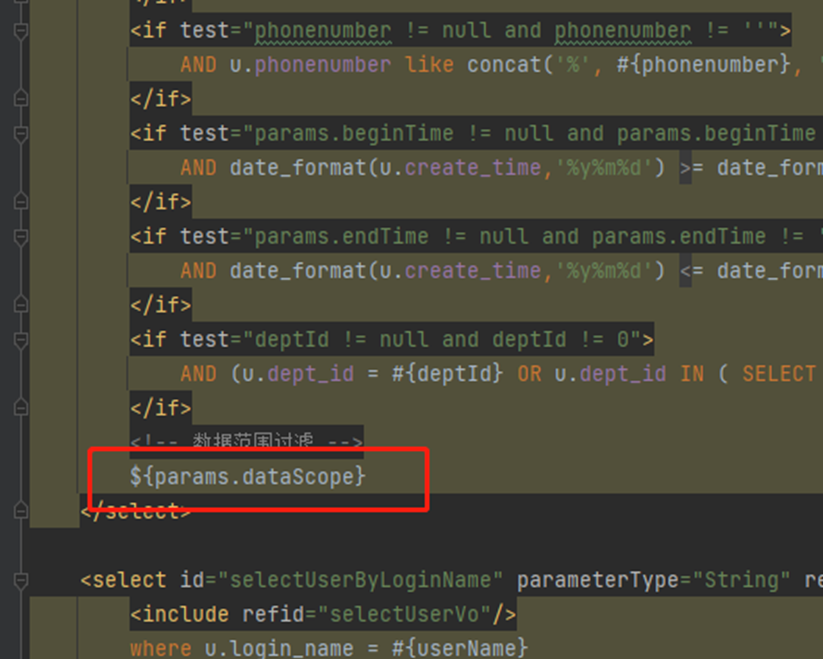 </if>
<if test="phonenumber != null and phonenumber != ''">
AND u.phonenumber like concat('%', #{phonenumber}, '
</if>
<if test="params.beginTime != null and params.beginTime
AND date_format(u.create_time,'%y%m%d') >= date_form
</if>
<if test="params.endTime != null and params.endTime != '
AND date_format(u.create_time,'%y%m%d') <= date_form
</if>
<if test="deptId != null and deptId != 0">
AND (u.dept_id = #{deptId} OR u.dept_id IN ( SELECT
</if>
<!-- 数据范围过滤 -->
${params.dataScope}
</select>
<select id="selectUserByLoginName" parameterType="String" re
<include refid="selectUserVo"/>
where u.login_name = #{userName}